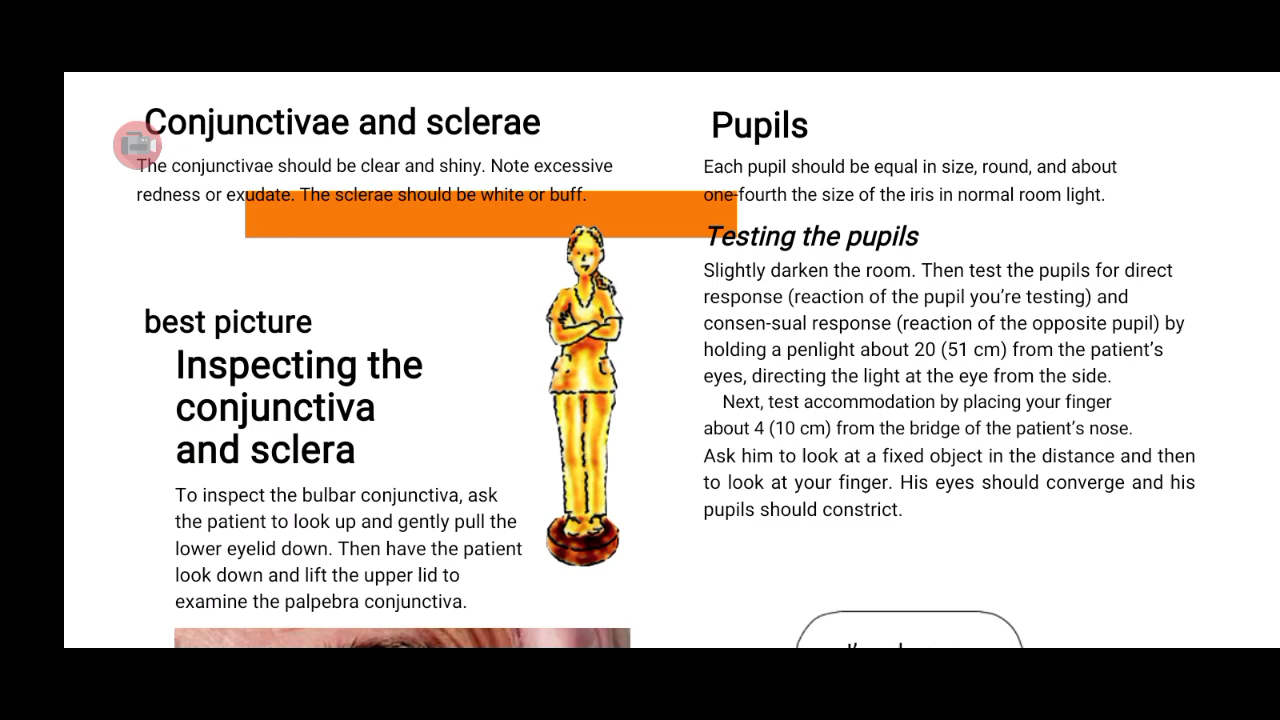 Conjunctivae and sclerae
The conjunctivae should be clear and shiny. Note excessive
redness or exudate. The sclerae should be white or buff.
best picture
Inspecting the
conjunctiva
and sclera
To inspect the bulbar conjunctiva, ask
the patient to look up and gently pull the
lower eyelid down. Then have the patient
look down and lift the upper lid to
examine the palpebra conjunctiva.
Pupils
Each pupil should be equal in size, round, and about
one-fourth the size of the iris in normal room light.
Testing the pupils
Slightly darken the room. Then test the pupils for direct
response (reaction of the pupil you’re testing) and
consen-sual response (reaction of the opposite pupil) by
holding a penlight about 20 (51 cm) from the patient’s
eyes, directing the light at the eye from the side.
Next, test accommodation by placing your finger
about 4 (10 cm) from the bridge of the patient’s nose.
Ask him to look at a fixed object in the distance and then
to look at your finger. His eyes should converge and his
pupils should constrict.